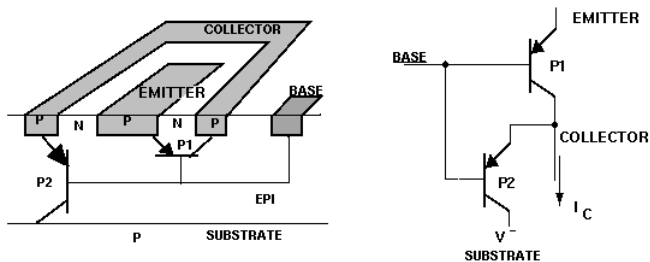 COLLECTOR
EMITTER
BASE
P N P N P
P1
P2
EPI
P SUBSTRATE
EMITTER
P1
BASE
COLLECTOR
P2
I C
V -
SUBSTRATE